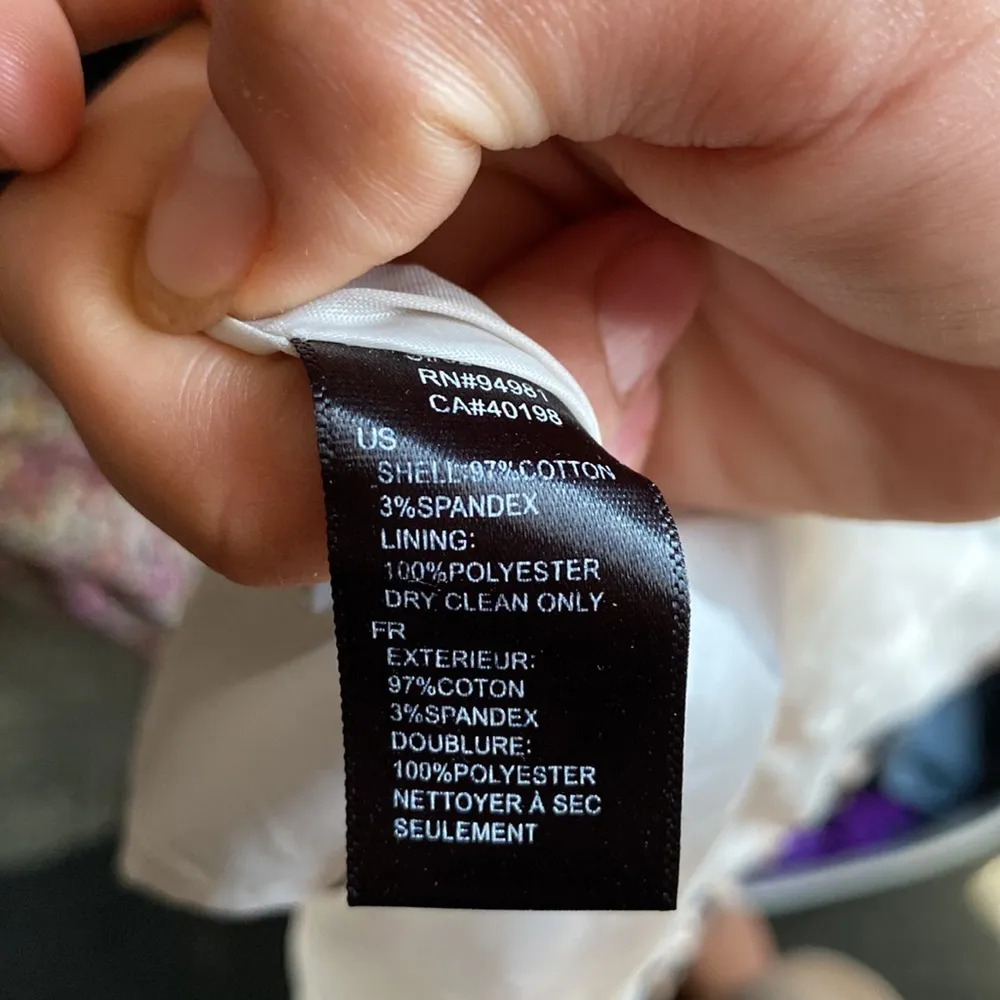 RN#94981
CA#40198
US
SHELL:97%COTTON
3%SPANDEX
LINING:
100%POLYESTER
DRY CLEAN ONLY
FR
EXTERIEUR:
97%COTON
3%SPANDEX
DOUBLURE:
100%POLYESTER
NETTOYER À SEC
SEULEMENT